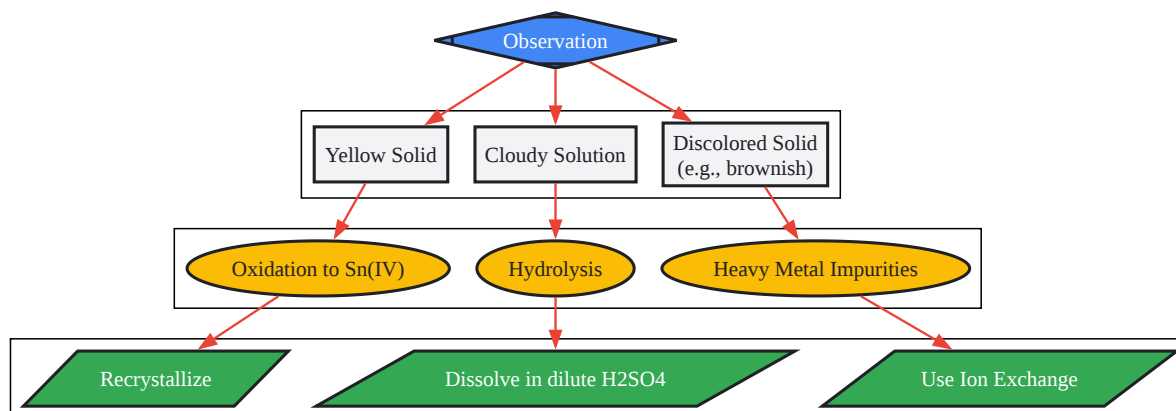 Observation
Yellow Solid
Cloudy Solution
Discolored Solid
(e.g., brownish)
Oxidation to Sn(IV)
Hydrolysis
Heavy Metal Impurities
Recrystallize
Dissolve in dilute H2SO4
Use Ion Exchange